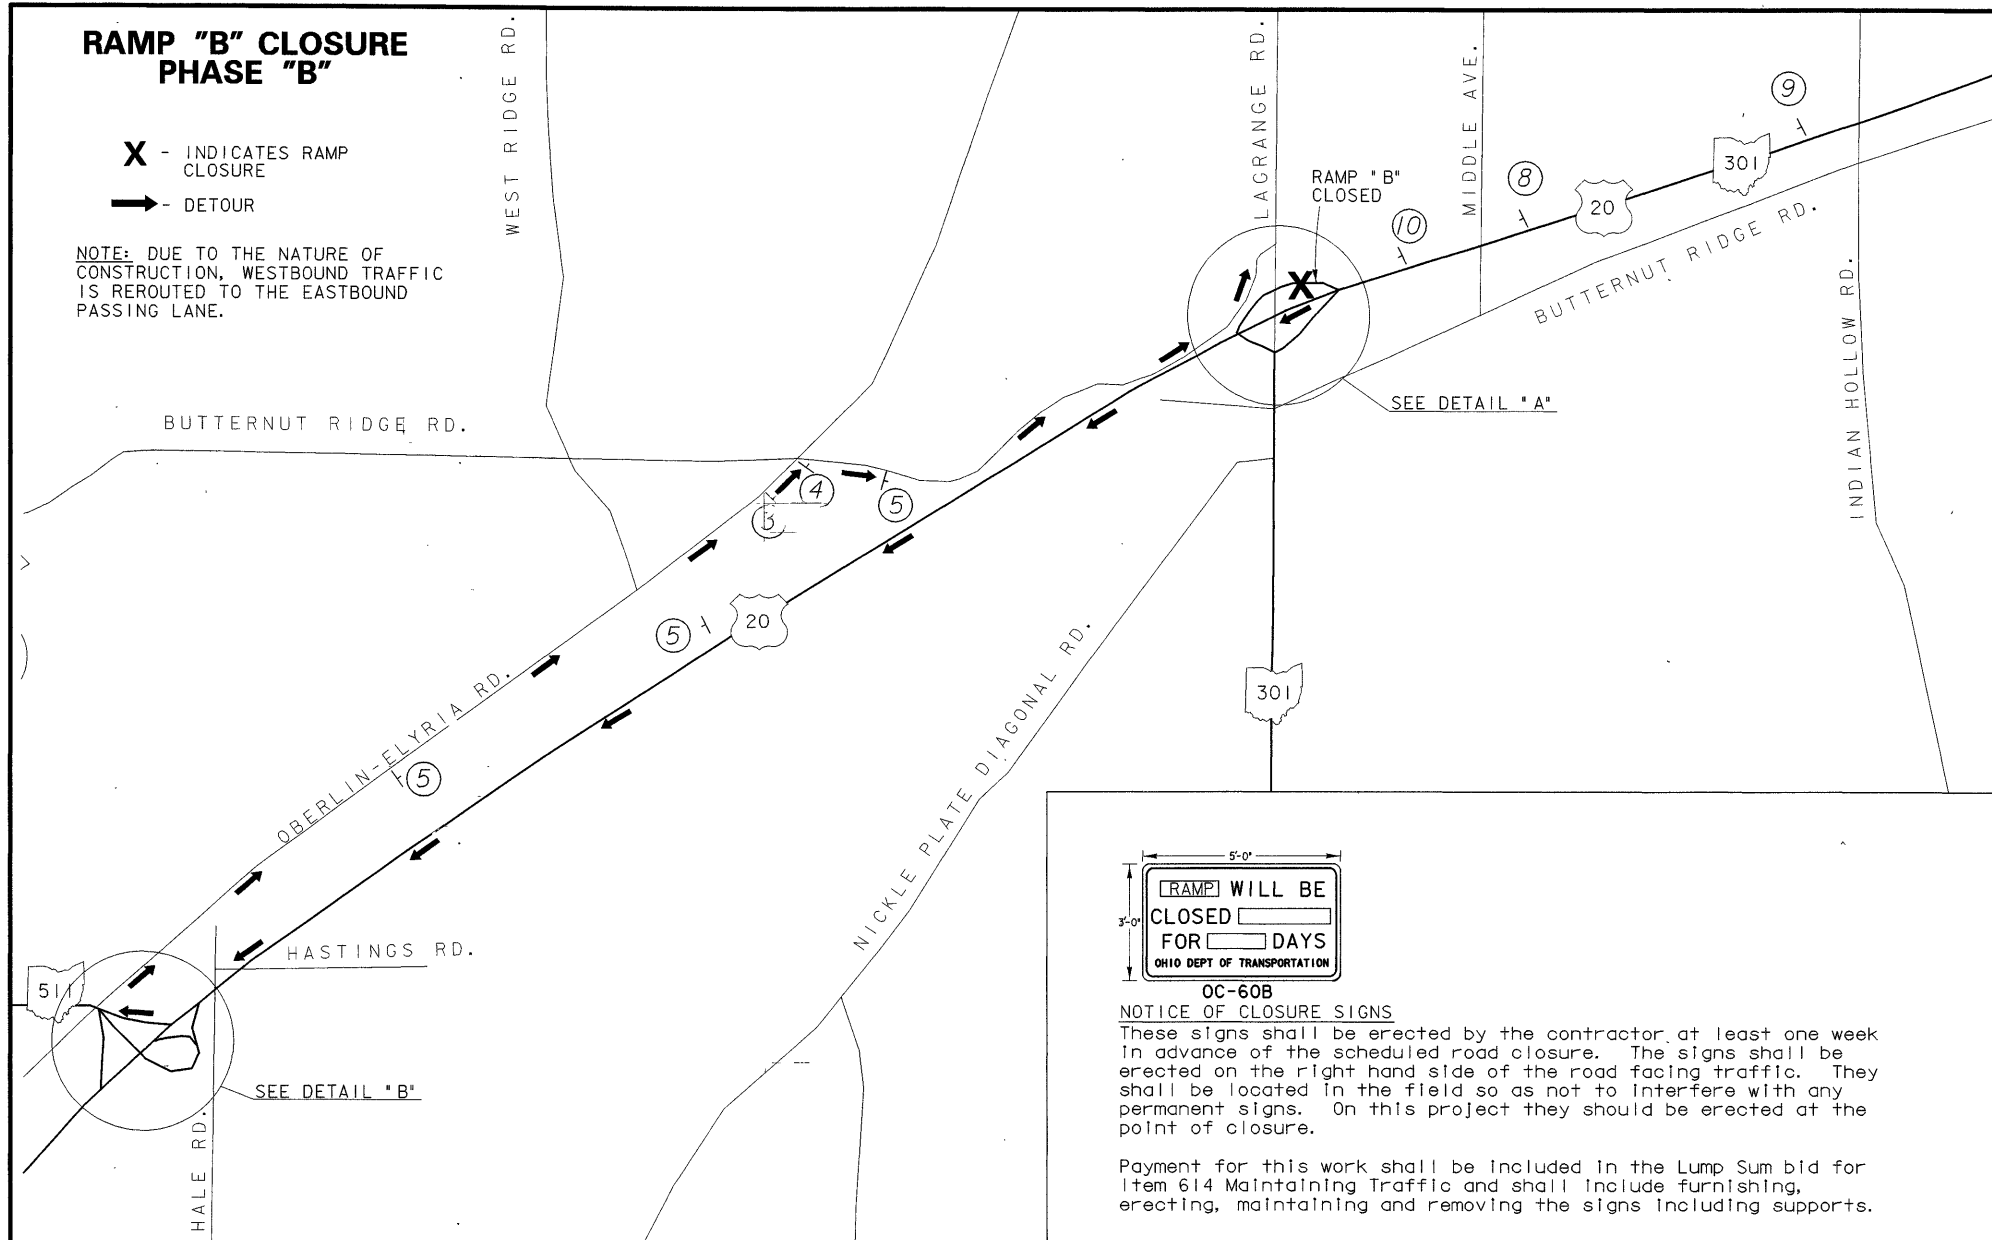 RAMP "B" CLOSURE
PHASE "B"
X - INDICATES RAMP
CLOSURE
- DETOUR
NOTE: DUE TO THE NATURE OF
CONSTRUCTION, WESTBOUND TRAFFIC
IS REROUTED TO THE EASTBOUND
PASSING LANE.
WEST RIDGE RD.
LAGRANGE RD.
MIDDLE AVE.
RAMP "B"
CLOSED
X
10
8
20
301
9
BUTTERNUT RIDGE RD.
INDIAN HOLLOW RD.
SEE DETAIL "A"
BUTTERNUT RIDGE RD.
4
3
5
5
20
OBERLIN-ELYRIA RD.
5
NICKLE PLATE DIAGONAL RD.
301
HASTINGS RD.
511
SEE DETAIL "B"
HALE RD.
5'-0"
3'-0"
RAMP WILL BE
CLOSED
FOR DAYS
OHIO DEPT OF TRANSPORTATION
OC-60B
NOTICE OF CLOSURE SIGNS
These signs shall be erected by the contractor at least one week
in advance of the scheduled road closure. The signs shall be
erected on the right hand side of the road facing traffic. They
shall be located in the field so as not to interfere with any
permanent signs. On this project they should be erected at the
point of closure.
Payment for this work shall be included in the Lump Sum bid for
Item 614 Maintaining Traffic and shall include furnishing,
erecting, maintaining and removing the signs including supports.